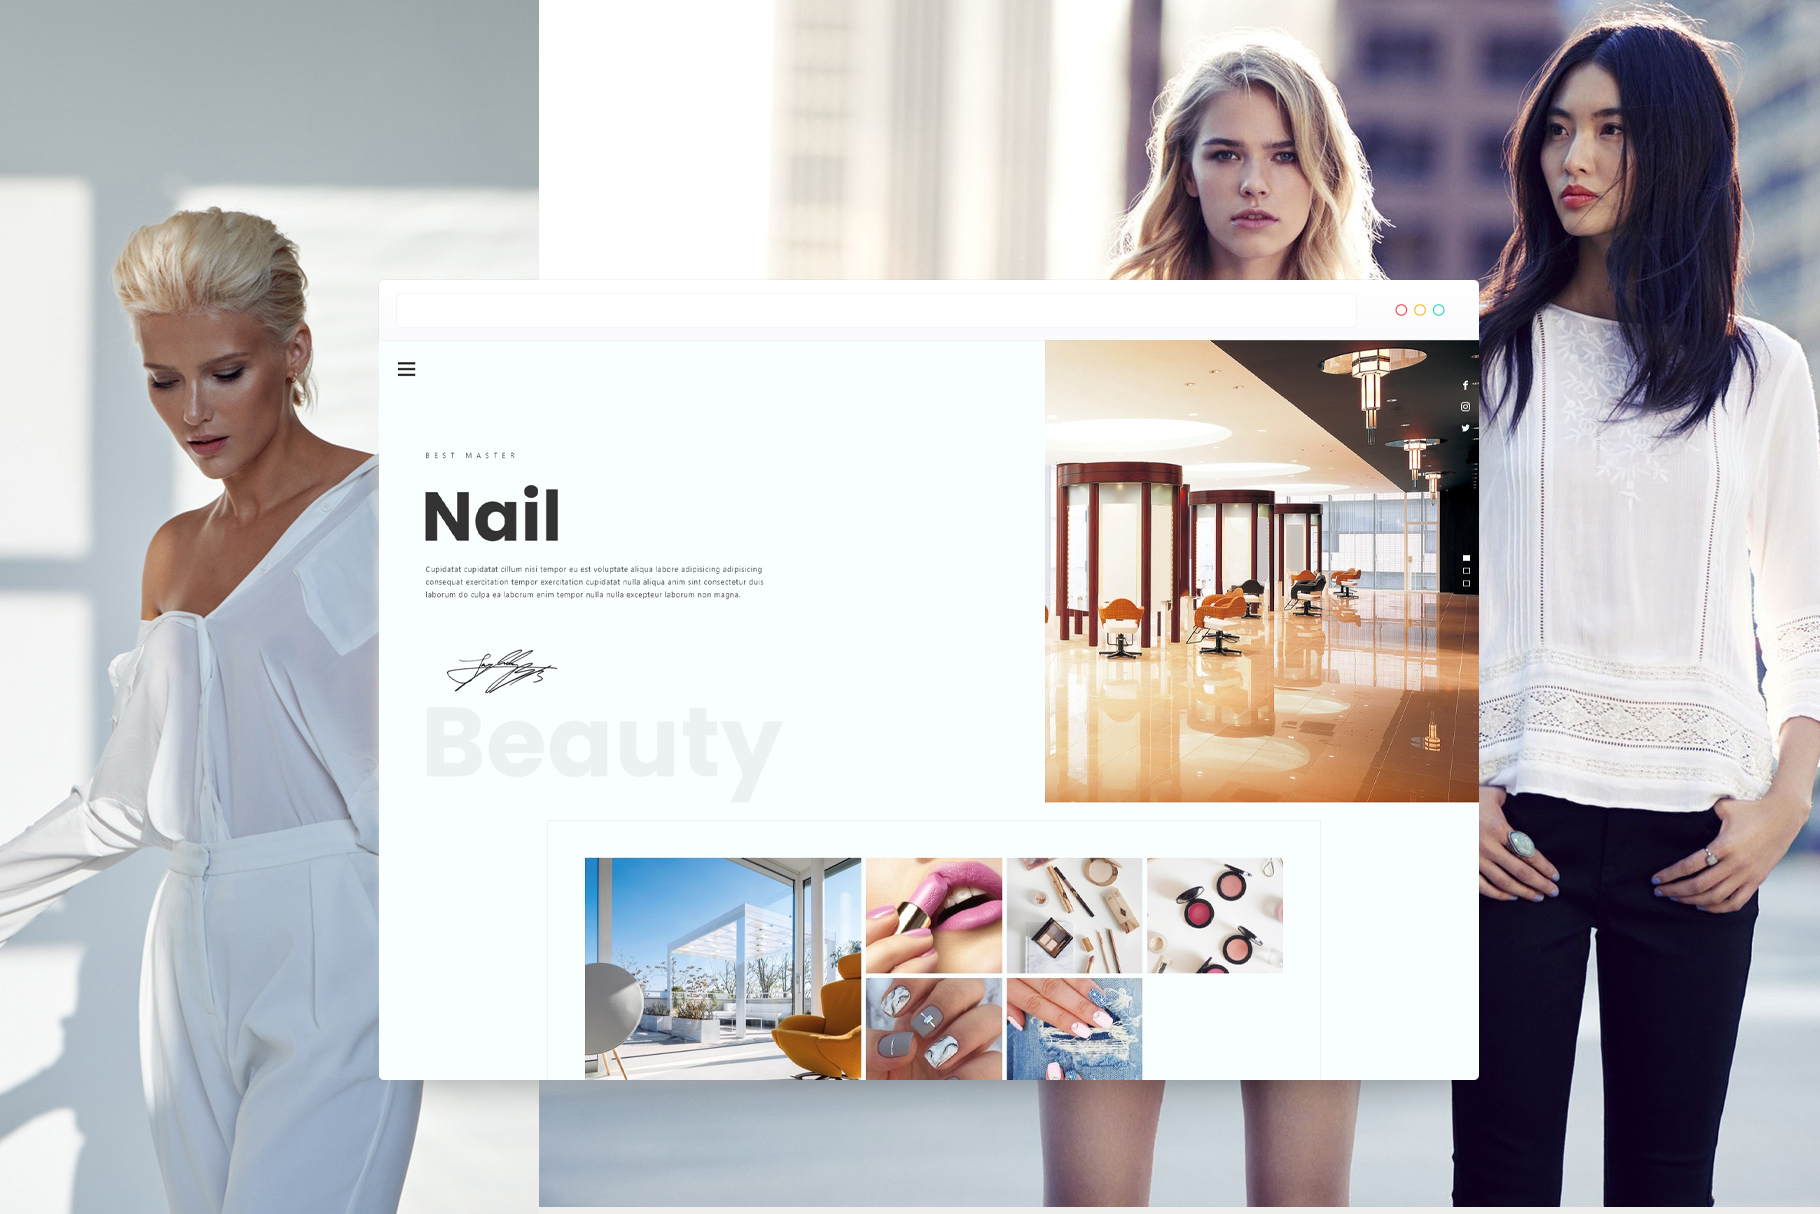 BEST MASTER
Nail
Cupidatat cupidatat cillum nisi tempor eu est voluptate aliqua labore adipisicing adipisicing
consequat exercitation tempor exercitation cupidatat nulla aliqua anim sint consectetur duis
laborum do culpa ea laborum enim tempor nulla nulla excepteur laborum non magna.
Beauty